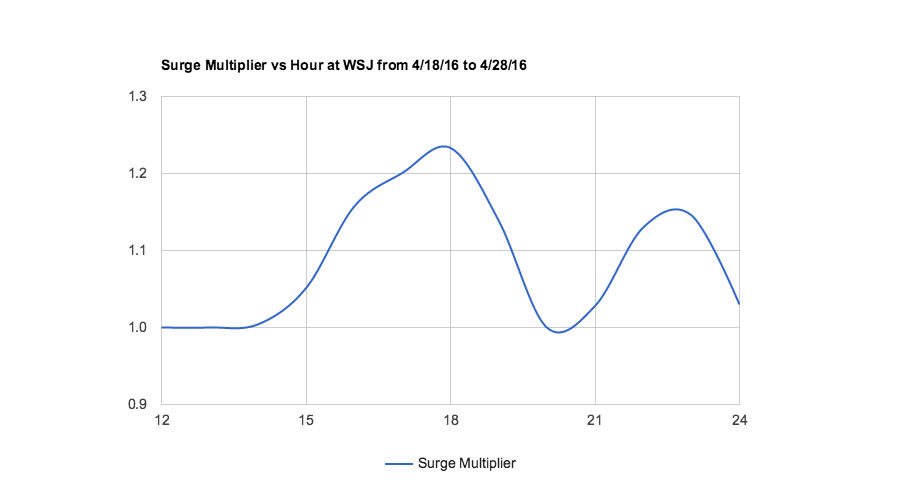 Surge Multiplier vs Hour at WSJ from 4/18/16 to 4/28/16
1.3
1.2
1.1
1.0
0.9
12 15 18 21 24
Surge Multiplier